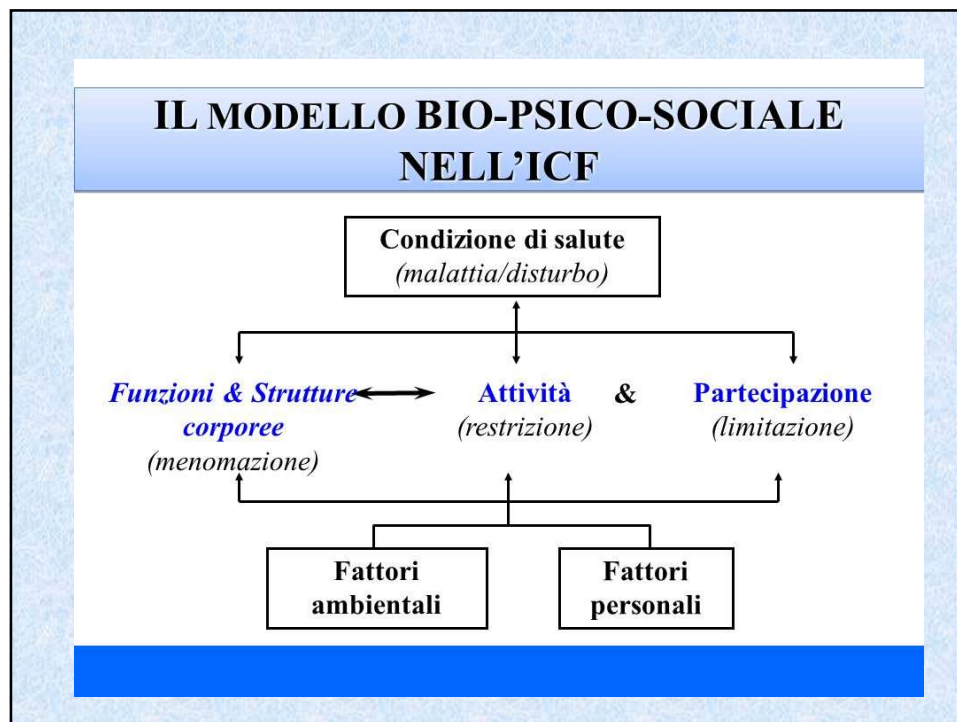 IL MODELLO BIO-PSICO-SOCIALE
NELL’ICF
Condizione di salute
(malattia/disturbo)
Funzioni & Strutture
corporee
(menomazione)
Attività
(restrizione)
&
Partecipazione
(limitazione)
Fattori
ambientali
Fattori
personali